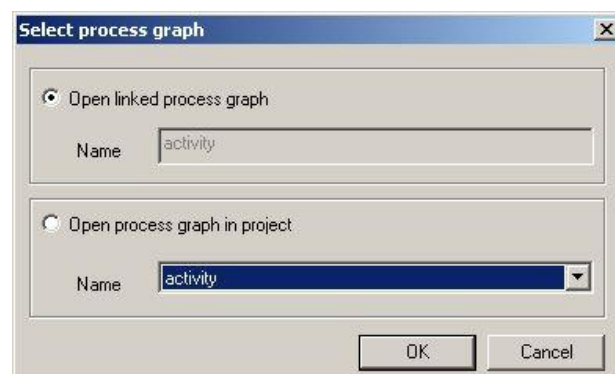 Select process graph
Open linked process graph
Name activity
Open process graph in project
Name activity
OK Cancel